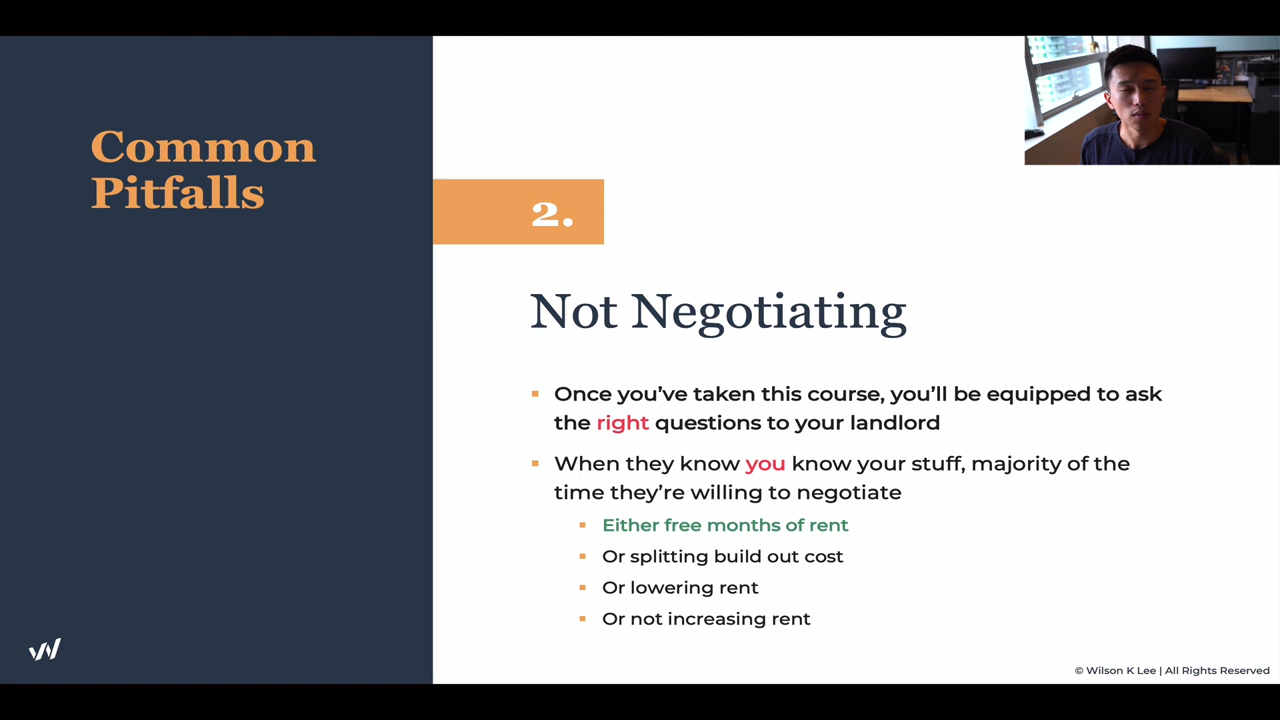 Common
Pitfalls
2.
Not Negotiating
Once you’ve taken this course, you’ll be equipped to ask
the right questions to your landlord
When they know you know your stuff, majority of the
time they’re willing to negotiate
Either free months of rent
Or splitting build out cost
Or lowering rent
Or not increasing rent
© Wilson K Lee | All Rights Reserved